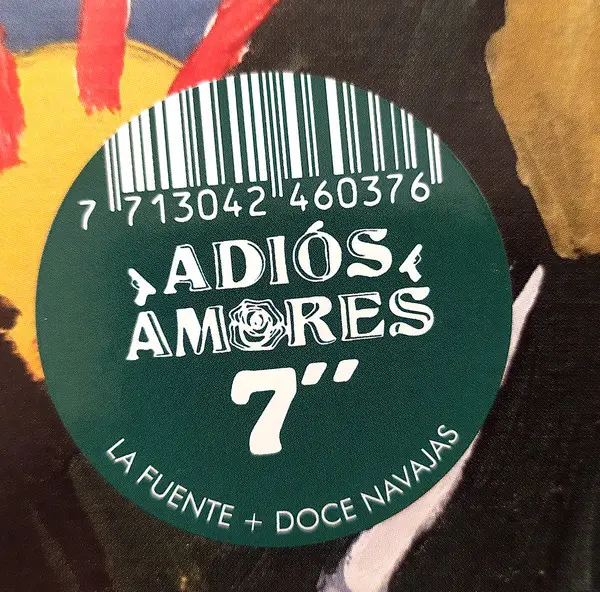 7 713042 460376
ADIÓS
AMORES
7"
LA FUENTE + DOCE NAVAJAS